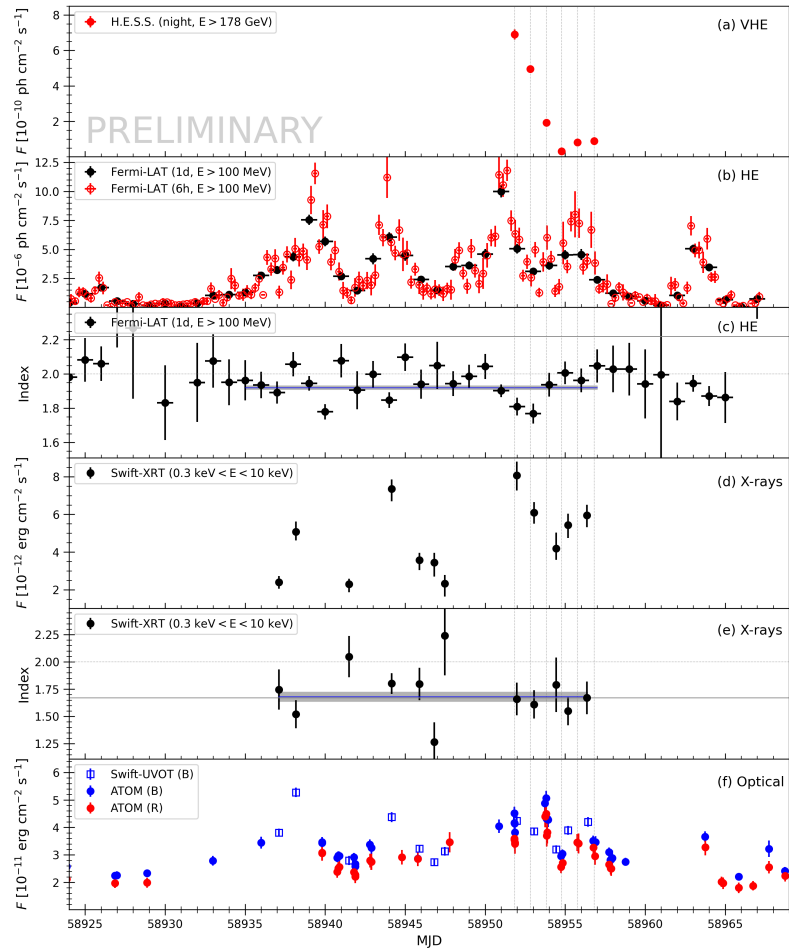 8
6
4
2
F [10⁻¹⁰ ph cm⁻² s⁻¹]
H.E.S.S. (night, E > 178 GeV)
(a) VHE
PRELIMINARY
12.5
10.0
7.5
5.0
2.5
F [10⁻⁶ ph cm⁻² s⁻¹]
Fermi-LAT (1d, E > 100 MeV)
Fermi-LAT (6h, E > 100 MeV)
(b) HE
2.2
2.0
1.8
1.6
Index
Fermi-LAT (1d, E > 100 MeV)
(c) HE
8
6
4
2
F [10⁻¹² erg cm⁻² s⁻¹]
Swift-XRT (0.3 keV < E < 10 keV)
(d) X-rays
2.25
2.00
1.75
1.50
1.25
Index
Swift-XRT (0.3 keV < E < 10 keV)
(e) X-rays
6
5
4
3
2
1
F [10⁻¹¹ erg cm⁻² s⁻¹]
Swift-UVOT (B)
ATOM (B)
ATOM (R)
(f) Optical
58925 58930 58935 58940 58945 58950 58955 58960 58965
MJD